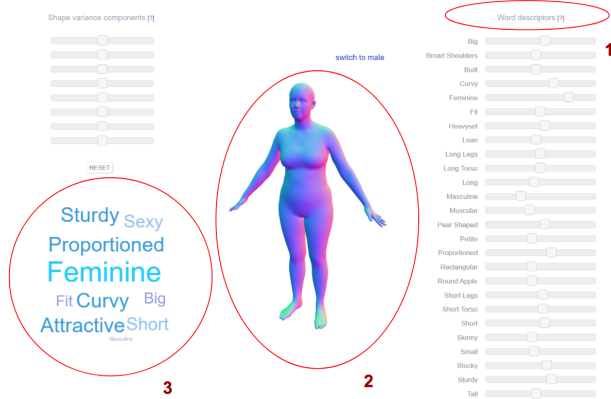 Shape variance components [?]
RESET
Sturdy Sexy
Proportioned
Feminine
Fit Curvy Big
Attractive Short
Masculine
3
switch to male
2
Word descriptors [?]
1
Big
Broad Shoulders
Built
Curvy
Feminine
Fit
Heavyset
Lean
Long Legs
Long Torso
Long
Masculine
Muscular
Pear Shaped
Petite
Proportioned
Rectangular
Round Apple
Short Legs
Short Torso
Short
Skinny
Small
Stocky
Sturdy
Tall